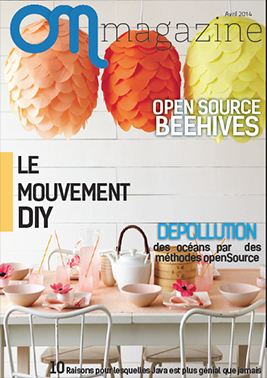 OM magazine
Avril 2014
OPEN SOURCE
BEEHIVES
LE
MOUVEMENT
DIY
DEPOLLUTION
des océans par des
méthodes openSource
10 Raisons pour lesquelles Java est plus génial que jamais